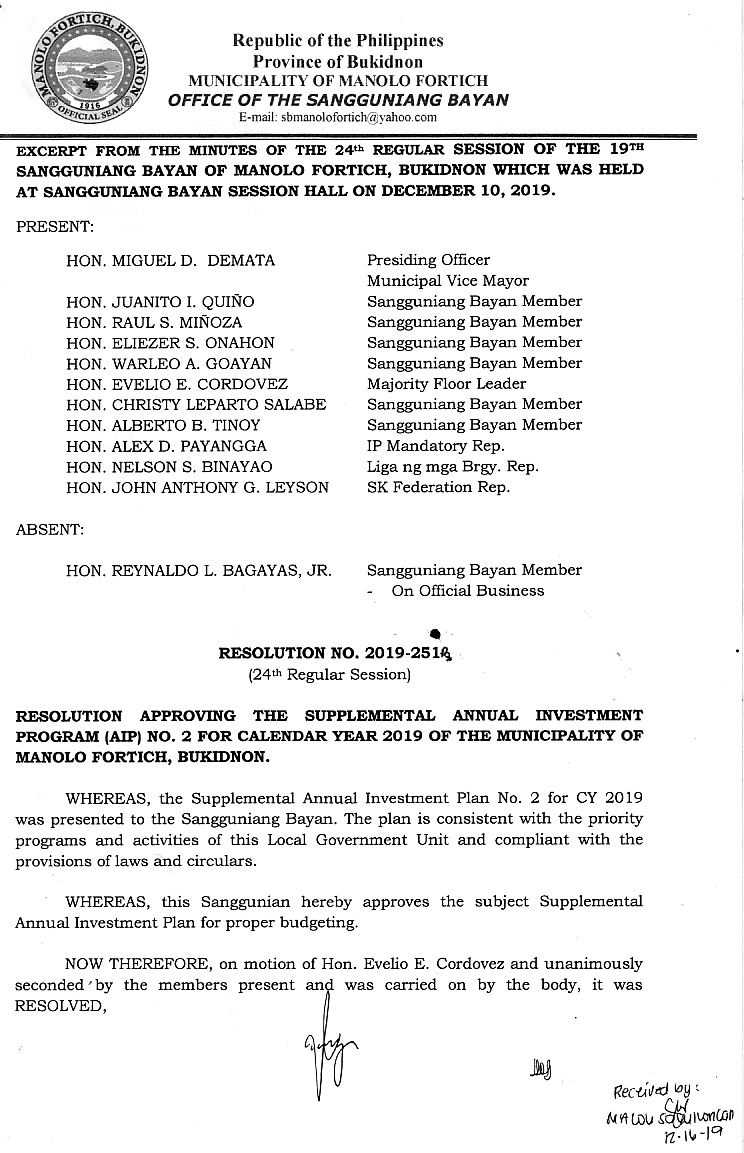 MANOLO FORTICH, BUKIDNON
1916
OFFICIAL SEAL
Republic of the Philippines
Province of Bukidnon
MUNICIPALITY OF MANOLO FORTICH
OFFICE OF THE SANGGUNIANG BAYAN
E-mail: sbmanolofortich@yahoo.com
EXCERPT FROM THE MINUTES OF THE 24th REGULAR SESSION OF THE 19TH
SANGGUNIANG BAYAN OF MANOLO FORTICH, BUKIDNON WHICH WAS HELD
AT SANGGUNIANG BAYAN SESSION HALL ON DECEMBER 10, 2019.
PRESENT:
HON. MIGUEL D. DEMATA Presiding Officer
Municipal Vice Mayor
HON. JUANITO I. QUIÑO Sangguniang Bayan Member
HON. RAUL S. MIÑOZA Sangguniang Bayan Member
HON. ELIEZER S. ONAHON Sangguniang Bayan Member
HON. WARLEO A. GOAYAN Sangguniang Bayan Member
HON. EVELIO E. CORDOVEZ Majority Floor Leader
HON. CHRISTY LEPARTO SALABE Sangguniang Bayan Member
HON. ALBERTO B. TINOY Sangguniang Bayan Member
HON. ALEX D. PAYANGGA IP Mandatory Rep.
HON. NELSON S. BINAYAO Liga ng mga Brgy. Rep.
HON. JOHN ANTHONY G. LEYSON SK Federation Rep.
ABSENT:
HON. REYNALDO L. BAGAYAS, JR. Sangguniang Bayan Member
- On Official Business
RESOLUTION NO.
(24th Regular Session)
RESOLUTION APPROVING THE SUPPLEMENTAL ANNUAL INVESTMENT
PROGRAM (AIP) NO. 2 FOR CALENDAR YEAR 2019 OF THE MUNICIPALITY OF
MANOLO FORTICH, BUKIDNON.
WHEREAS, the Supplemental Annual Investment Plan No. 2 for CY 2019
was presented to the Sangguniang Bayan. The plan is consistent with the priority
programs and activities of this Local Government Unit and compliant with the
provisions of laws and circulars.
WHEREAS, this Sanggunian hereby approves the subject Supplemental
Annual Investment Plan for proper budgeting.
NOW THEREFORE, on motion of Hon. Evelio E. Cordovez and unanimously
seconded by the members present and was carried on by the body, it was
RESOLVED,
Received by:
MALOU
12-16-19